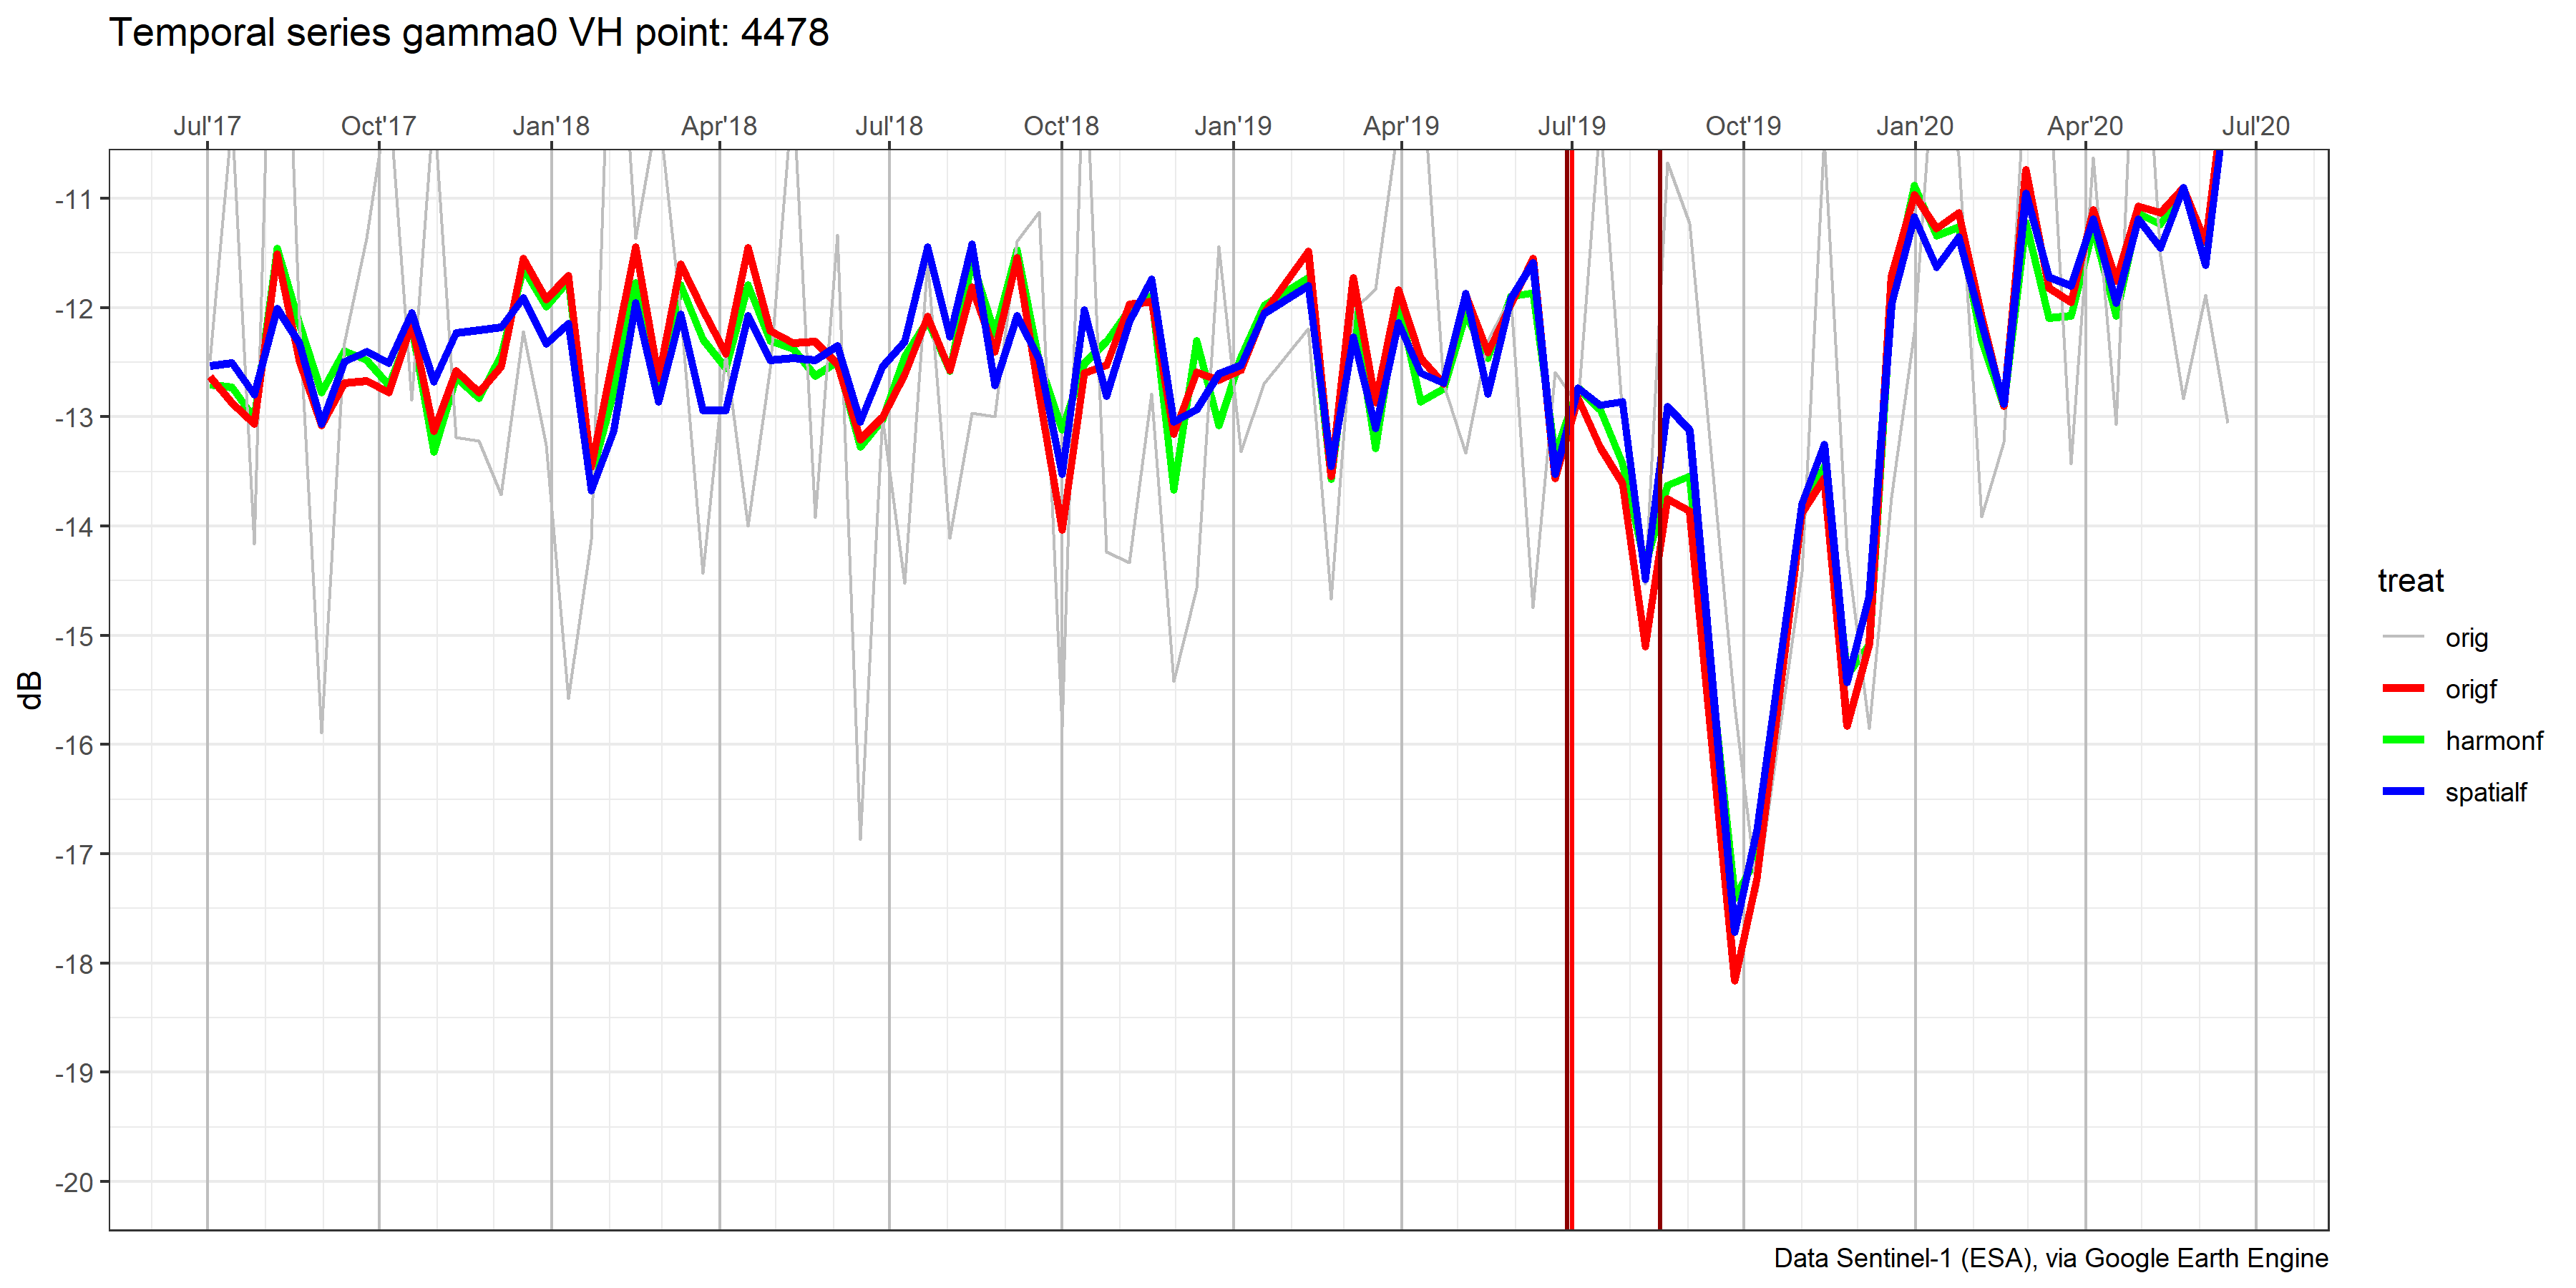 Temporal series gamma0 VH point: 4478
Jul'17 Oct'17 Jan'18 Apr'18 Jul'18 Oct'18 Jan'19 Apr'19 Jul'19 Oct'19 Jan'20 Apr'20 Jul'20
-11
-12
-13
-14
-15
-16
-17
-18
-19
-20
dB
treat
orig
origf
harmonf
spatialf
Data Sentinel-1 (ESA), via Google Earth Engine